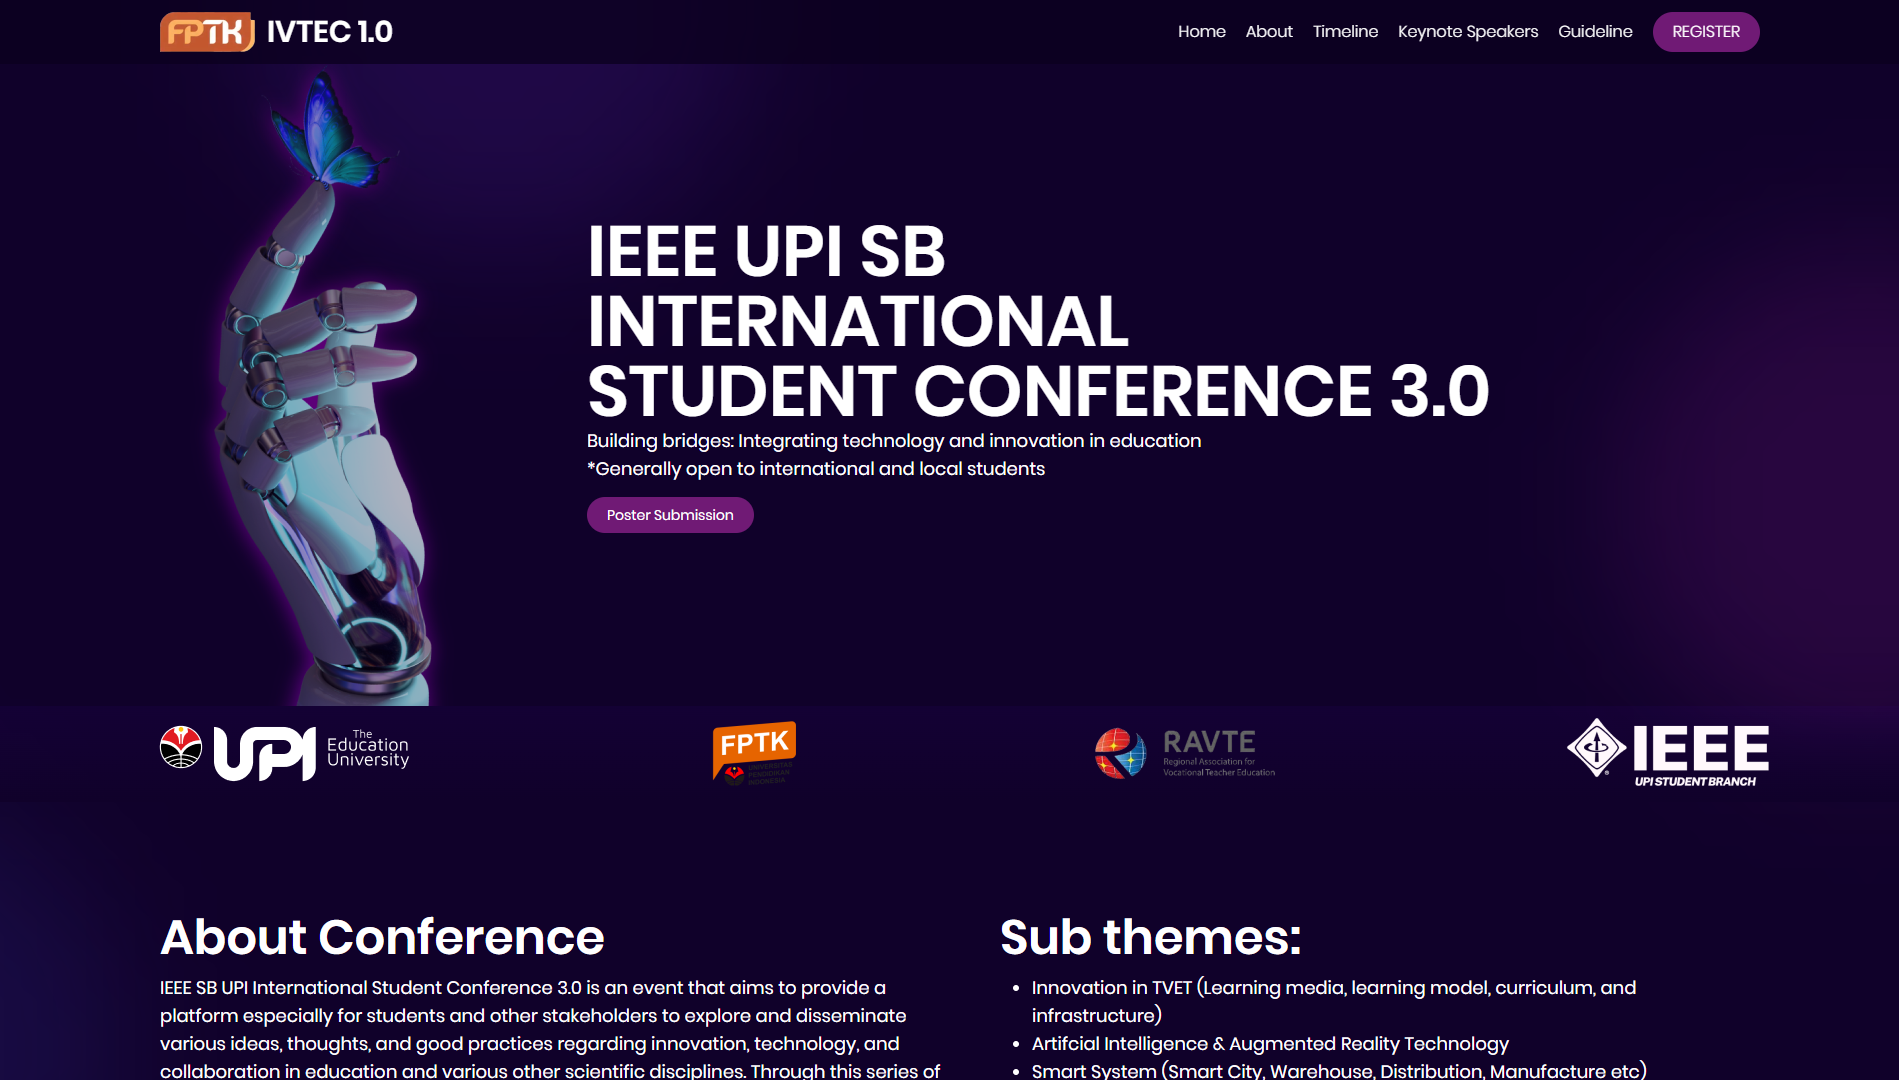 FPTK IVTEC 1.0
Home About Timeline Keynote Speakers Guideline REGISTER
IEEE UPI SB
INTERNATIONAL
STUDENT CONFERENCE 3.0
Building bridges: Integrating technology and innovation in education
*Generally open to international and local students
Poster Submission
UPI The Education University
FPTK
UNIVERSITAS
PENDIDIKAN
INDONESIA
RAVTE
Regional Association for
Vocational Teacher Education
IEEE
UPI STUDENT BRANCH
About Conference
IEEE SB UPI International Student Conference 3.0 is an event that aims to provide a
platform especially for students and other stakeholders to explore and disseminate
various ideas, thoughts, and good practices regarding innovation, technology, and
collaboration in education and various other scientific disciplines. Through this series of
Sub themes:
• Innovation in TVET (Learning media, learning model, curriculum, and
infrastructure)
• Artifcial Intelligence & Augmented Reality Technology
• Smart System (Smart City, Warehouse, Distribution, Manufacture etc)